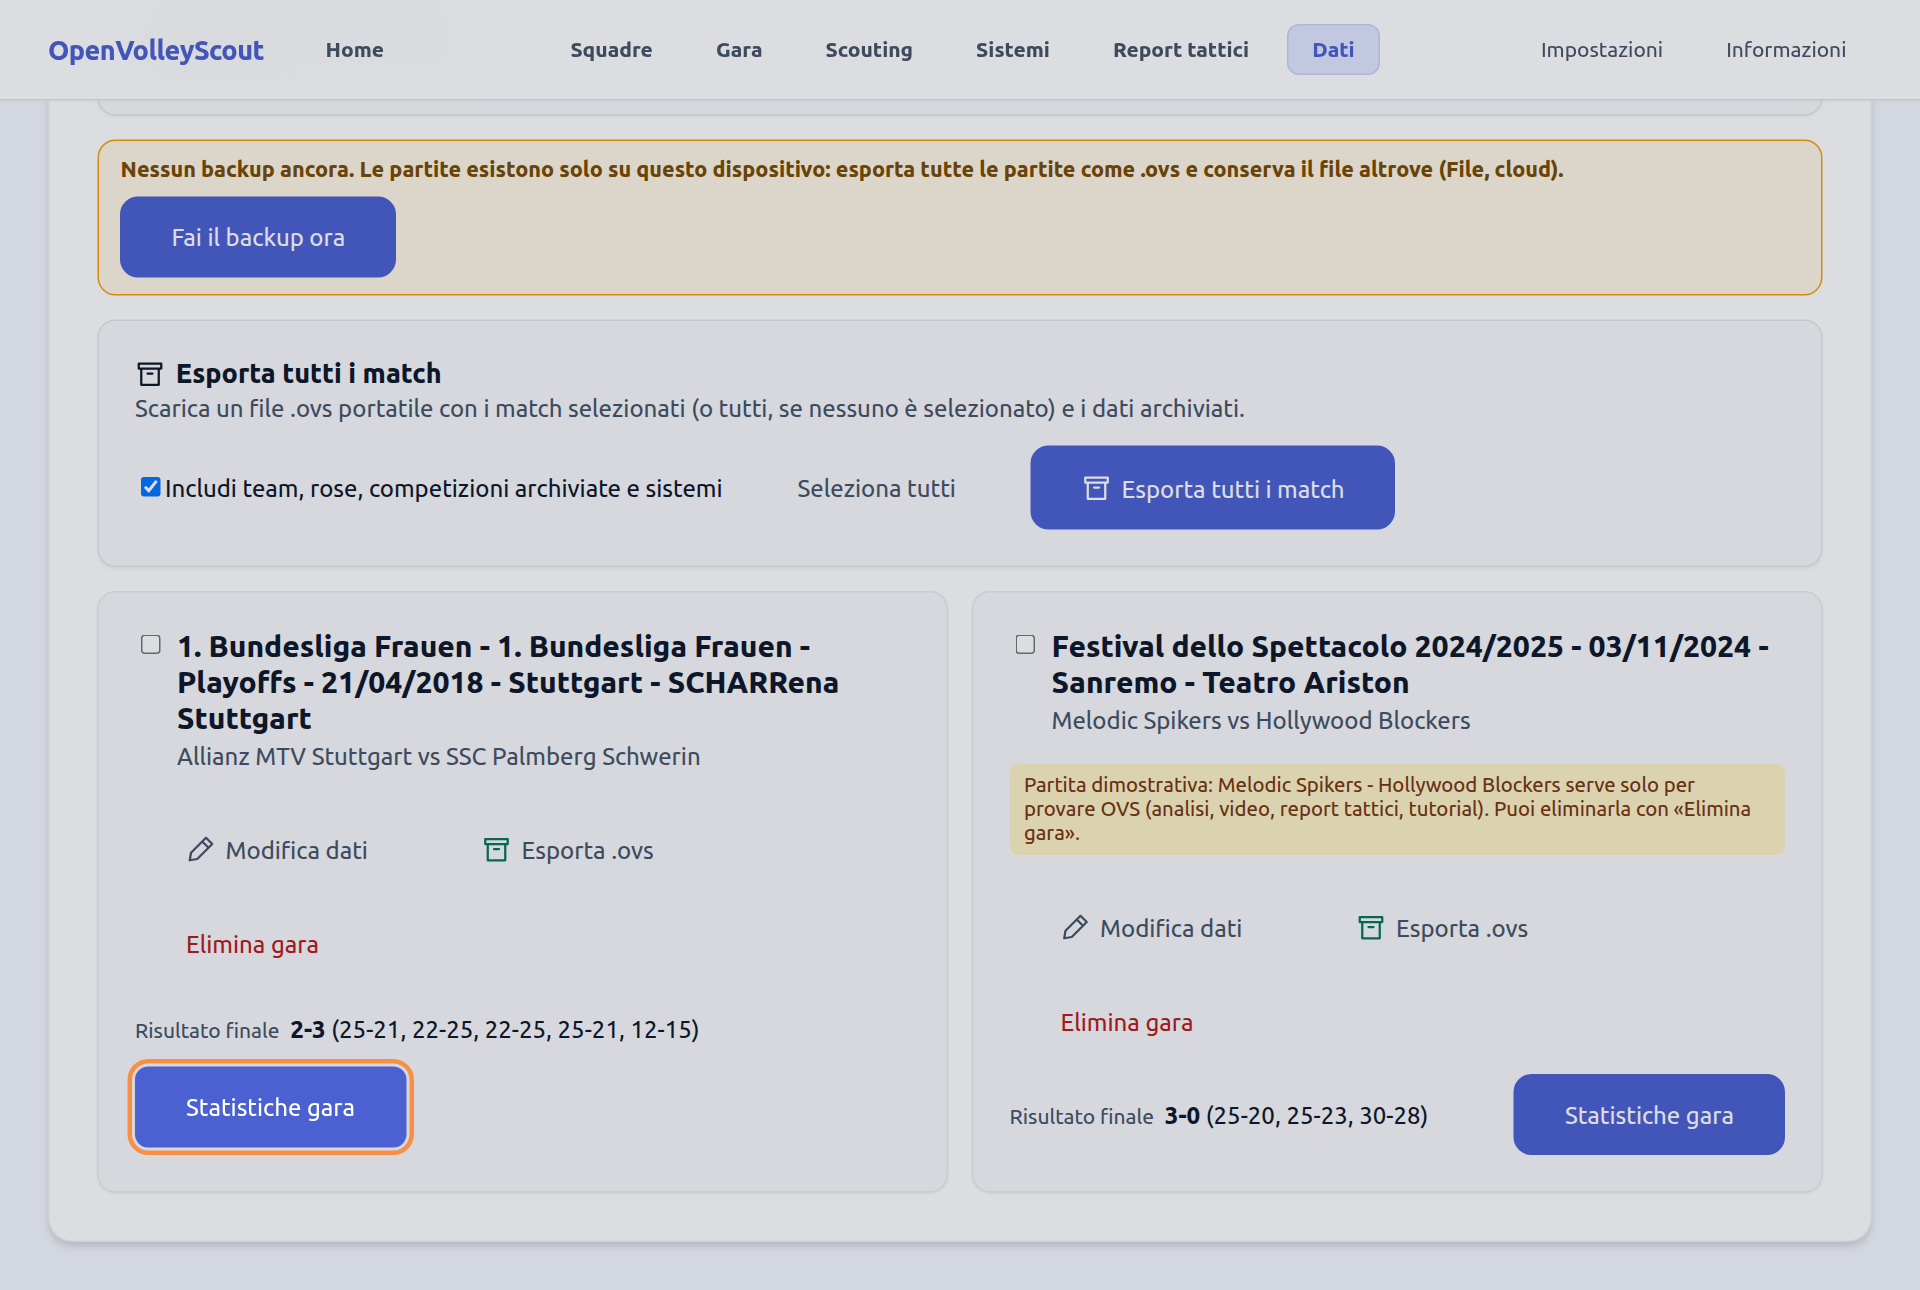 OpenVolleyScout
Home
Squadre
Gara
Scouting
Sistemi
Report tattici
Dati
Impostazioni
Informazioni
Nessun backup ancora. Le partite esistono solo su questo dispositivo: esporta tutte le partite come .ovs e conserva il file altrove (File, cloud).
Fai il backup ora
Esporta tutti i match
Scarica un file .ovs portatile con i match selezionati (o tutti, se nessuno è selezionato) e i dati archiviati.
Includi team, rose, competizioni archiviate e sistemi
Seleziona tutti
Esporta tutti i match
1. Bundesliga Frauen - 1. Bundesliga Frauen -
Playoffs - 21/04/2018 - Stuttgart - SCHARRena
Stuttgart
Allianz MTV Stuttgart vs SSC Palmberg Schwerin
Modifica dati
Esporta .ovs
Elimina gara
Risultato finale 2-3 (25-21, 22-25, 22-25, 25-21, 12-15)
Statistiche gara
Festival dello Spettacolo 2024/2025 - 03/11/2024 -
Sanremo - Teatro Ariston
Melodic Spikers vs Hollywood Blockers
Partita dimostrativa: Melodic Spikers - Hollywood Blockers serve solo per
provare OVS (analisi, video, report tattici, tutorial). Puoi eliminarla con «Elimina
gara».
Modifica dati
Esporta .ovs
Elimina gara
Risultato finale 3-0 (25-20, 25-23, 30-28)
Statistiche gara